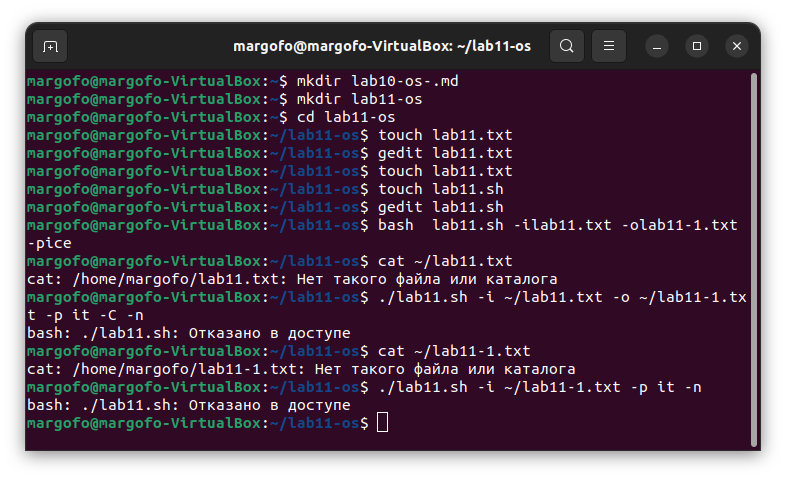 margofo@margofo-VirtualBox: ~/lab11-os
margofo@margofo-VirtualBox:~$ mkdir lab10-os-.md
margofo@margofo-VirtualBox:~$ mkdir lab11-os
margofo@margofo-VirtualBox:~$ cd lab11-os
margofo@margofo-VirtualBox:~/lab11-os$ touch lab11.txt
margofo@margofo-VirtualBox:~/lab11-os$ gedit lab11.txt
margofo@margofo-VirtualBox:~/lab11-os$ touch lab11.txt
margofo@margofo-VirtualBox:~/lab11-os$ touch lab11.sh
margofo@margofo-VirtualBox:~/lab11-os$ gedit lab11.sh
margofo@margofo-VirtualBox:~/lab11-os$ bash  lab11.sh -ilab11.txt -olab11-1.txt
-pice
margofo@margofo-VirtualBox:~/lab11-os$ cat ~/lab11.txt
cat: /home/margofo/lab11.txt: Нет такого файла или каталога
margofo@margofo-VirtualBox:~/lab11-os$ ./lab11.sh -i ~/lab11.txt -o ~/lab11-1.tx
t -p it -C -n
bash: ./lab11.sh: Отказано в доступе
margofo@margofo-VirtualBox:~/lab11-os$ cat ~/lab11-1.txt
cat: /home/margofo/lab11-1.txt: Нет такого файла или каталога
margofo@margofo-VirtualBox:~/lab11-os$ ./lab11.sh -i ~/lab11-1.txt -p it -n
bash: ./lab11.sh: Отказано в доступе
margofo@margofo-VirtualBox:~/lab11-os$